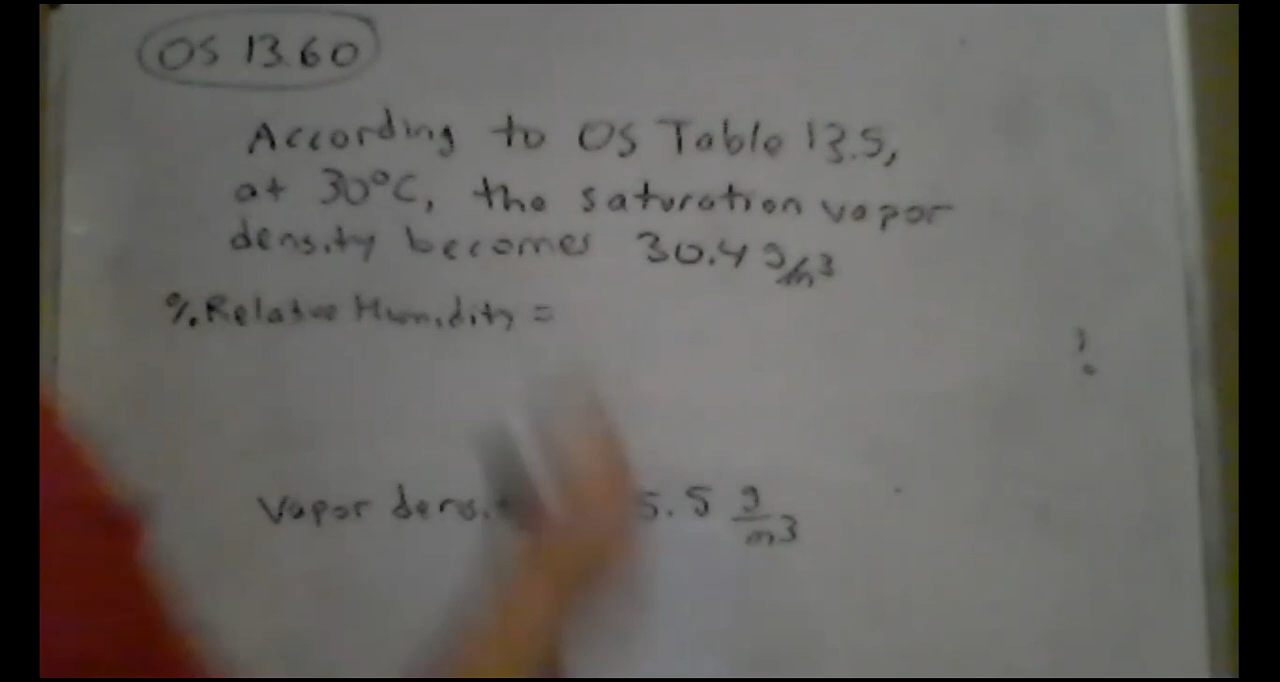 OS 13.60
According to OS Table 13.5,
at 30°C, the saturation vapor
density becomes 30.4 g/m3
% Relative Humidity =
Vapor 5.5 g/m3